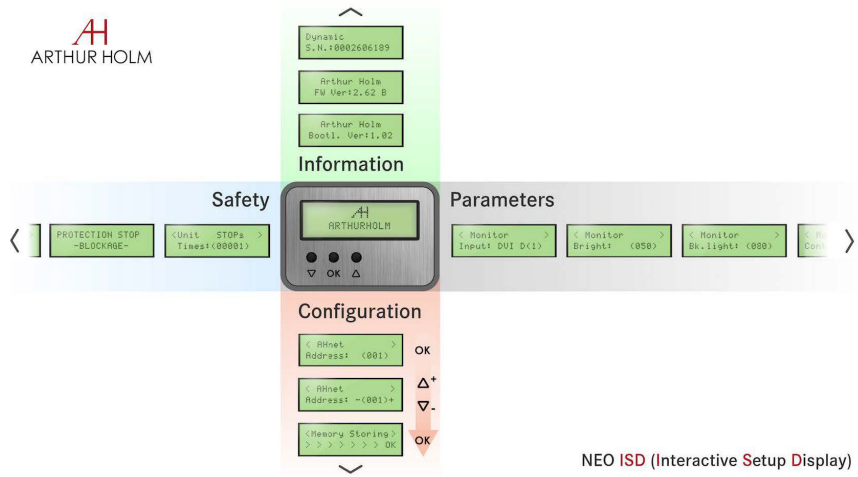 AH
ARTHUR HOLM
Dynamic
S.N.:0002606189
Arthur Holm
FW Ver:2.62 B
Arthur Holm
Bootl. Ver:1.02
Information
Safety
PROTECTION STOP
-BLOCKAGE-
<Unit STOPs >
Times:(00001)
AH
ARTHURHOLM
▽ OK △
Parameters
< Monitor >
Input: DVI D(1)
< Monitor >
Bright: (050)
< Monitor >
Bk.light: (080)
Configuration
< AHnet >
Address: (001)
OK
< AHnet >
Address: -(001)+
△+
▽-
<Memory Storing>
> > > > > > > OK
OK
NEO ISD (Interactive Setup Display)